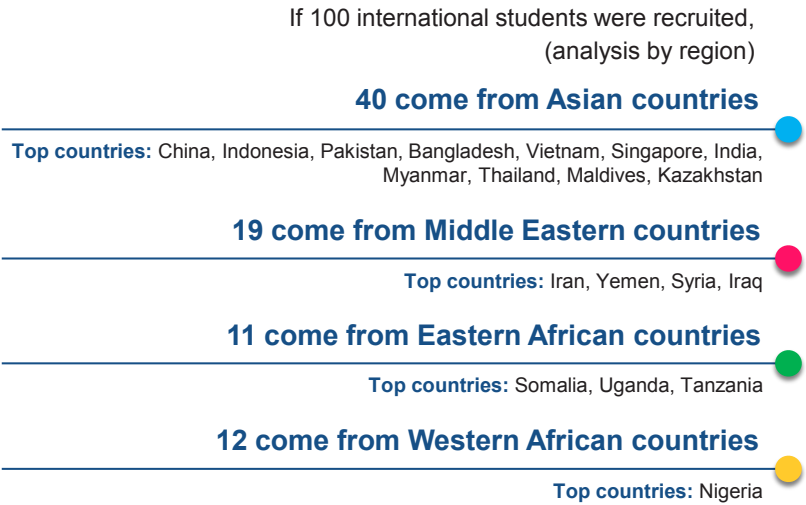 If 100 international students were recruited,
(analysis by region)
40 come from Asian countries
Top countries: China, Indonesia, Pakistan, Bangladesh, Vietnam, Singapore, India,
Myanmar, Thailand, Maldives, Kazakhstan
19 come from Middle Eastern countries
Top countries: Iran, Yemen, Syria, Iraq
11 come from Eastern African countries
Top countries: Somalia, Uganda, Tanzania
12 come from Western African countries
Top countries: Nigeria